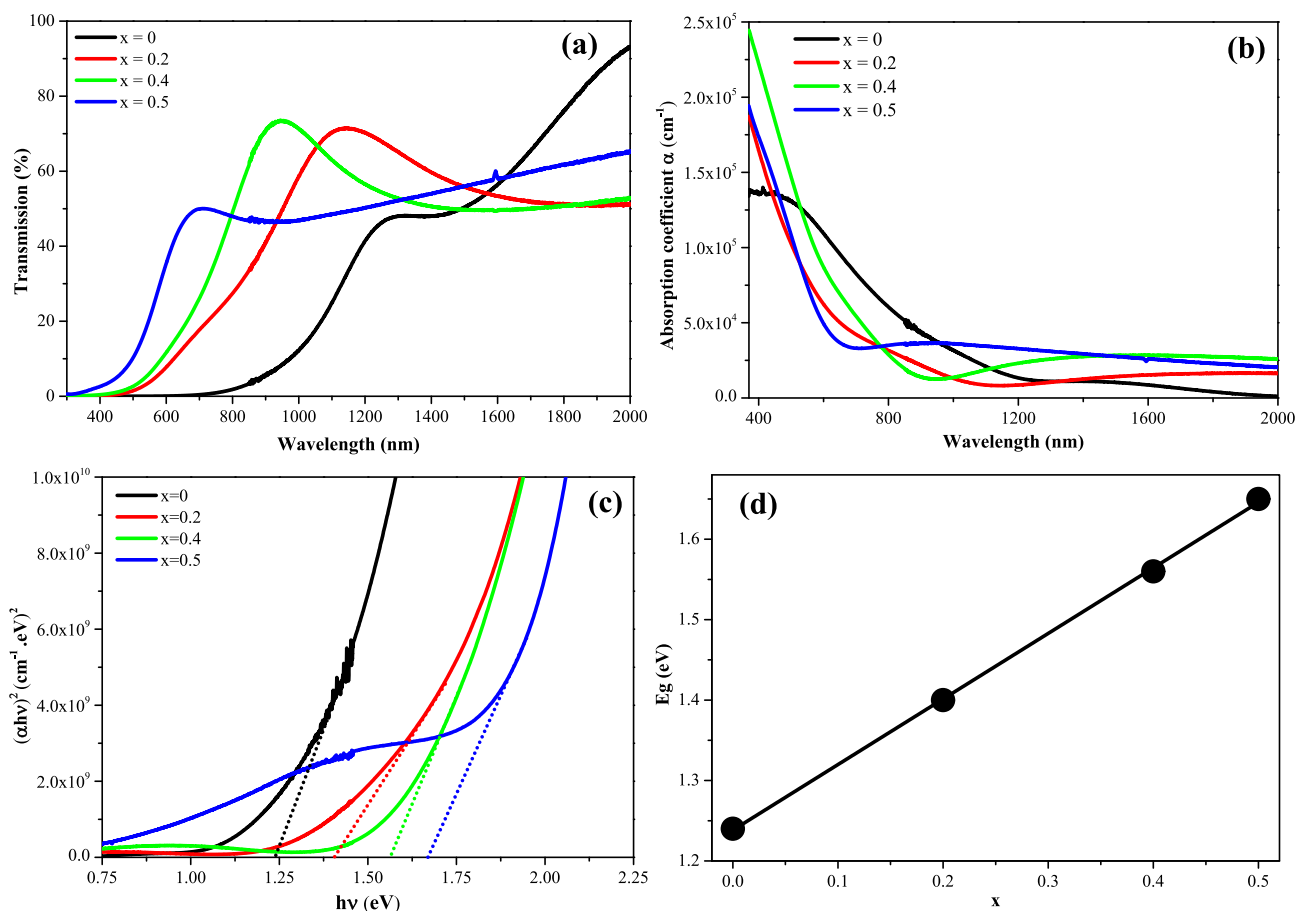 (a)
x = 0
x = 0.2
x = 0.4
x = 0.5
100
80
60
40
20
0
Transmission (%)
400 600 800 1000 1200 1400 1600 1800 2000
Wavelength (nm)
(b)
x = 0
x = 0.2
x = 0.4
x = 0.5
2.5x10⁵
2.0x10⁵
1.5x10⁵
1.0x10⁵
5.0x10⁴
0.0
Absorption coefficient α (cm⁻¹)
400 800 1200 1600 2000
Wavelength (nm)
(c)
x=0
x=0.2
x=0.4
x=0.5
1.0x10¹⁰
8.0x10⁹
6.0x10⁹
4.0x10⁹
2.0x10⁹
0.0
(αhν)² (cm⁻¹.eV)²
0.75 1.00 1.25 1.50 1.75 2.00 2.25
hν (eV)
(d)
1.6
1.5
1.4
1.3
1.2
Eg (eV)
0.0 0.1 0.2 0.3 0.4 0.5
x